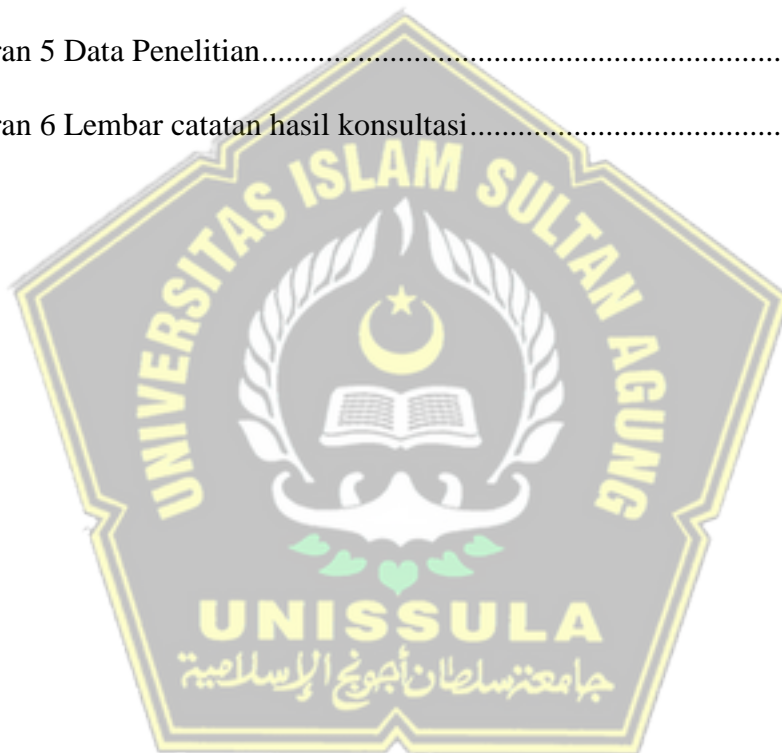 ran 5 Data Penelitian........................................................................
ran 6 Lembar catatan hasil konsultasi..........................................
UNIVERSITAS ISLAM SULTAN AGUNG
UNISSULA
جامعة سلطان أجونج الإسلامية